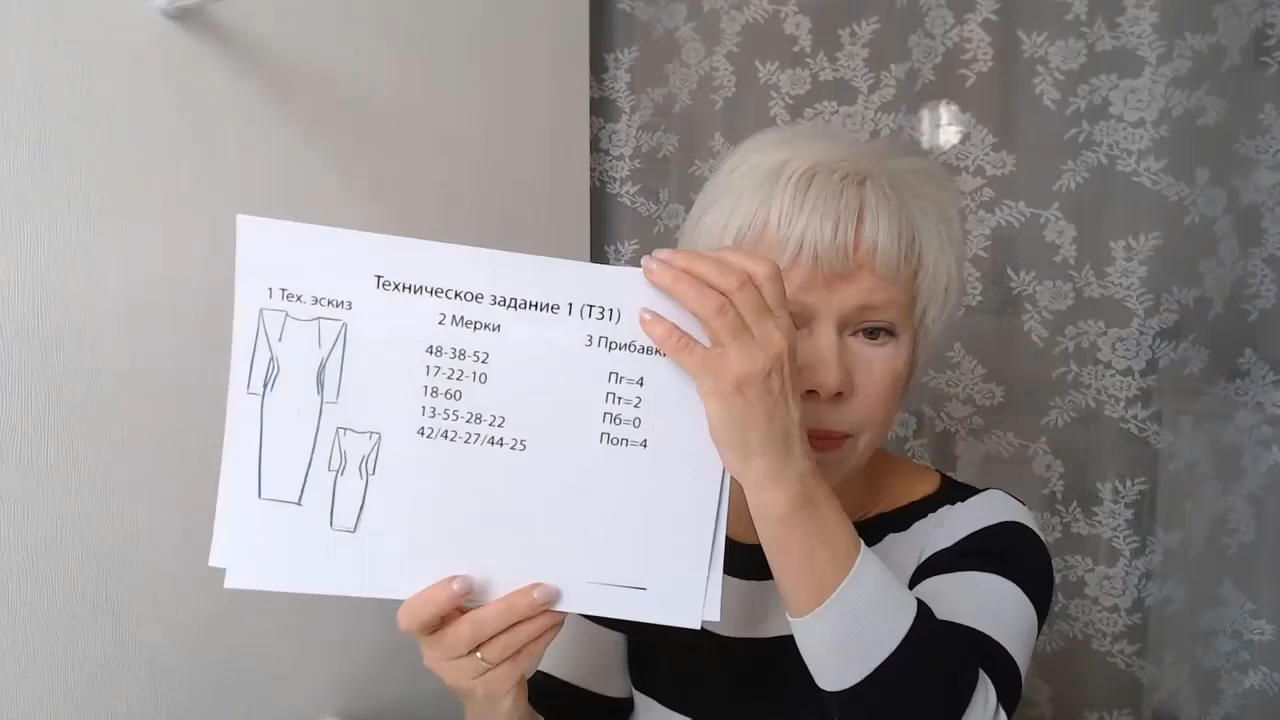 Техническое задание 1 (ТЗ1)
1 Тех. эскиз
2 Мерки
48-38-52
17-22-10
18-60
13-55-28-22
42/42-27/44-25
3 Прибавки
Пг=4
Пт=2
Пб=0
Поп=4